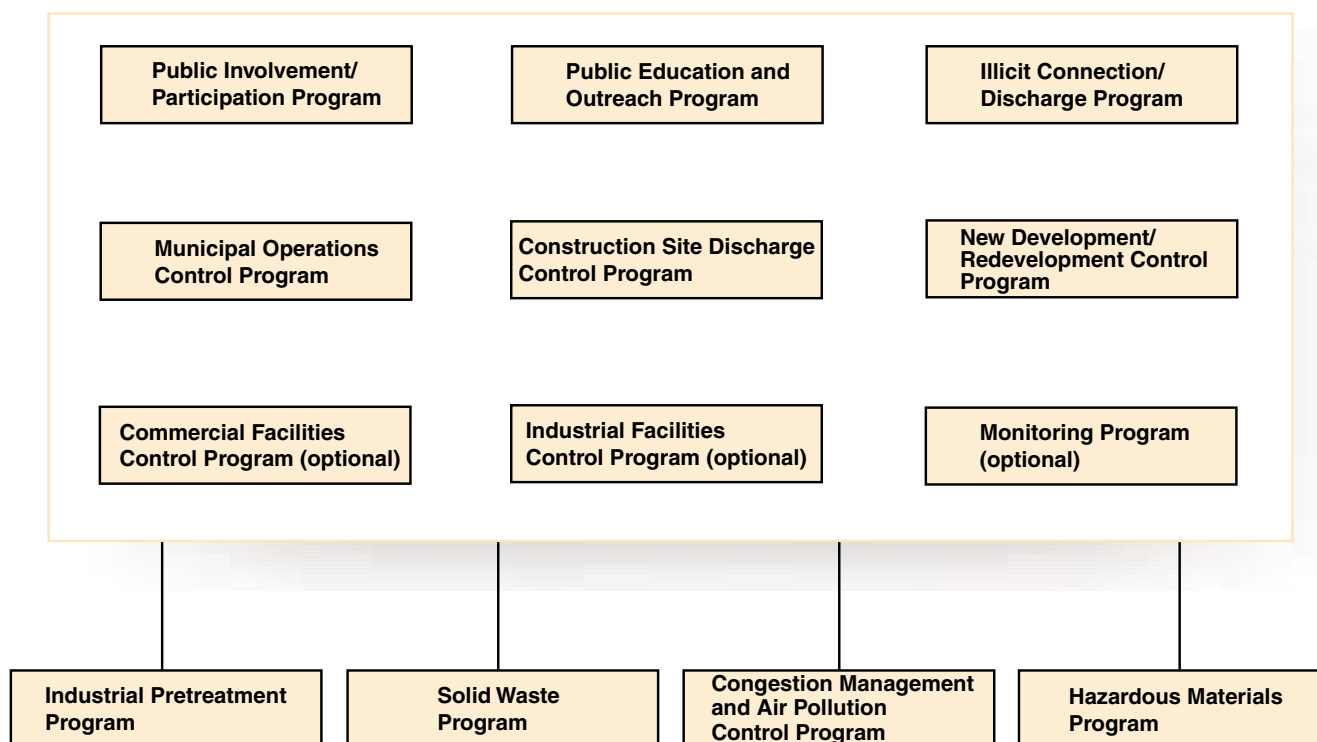 Public Involvement/
Participation Program
Public Education and
Outreach Program
Illicit Connection/
Discharge Program
Municipal Operations
Control Program
Construction Site Discharge
Control Program
New Development/
Redevelopment Control
Program
Commercial Facilities
Control Program (optional)
Industrial Facilities
Control Program (optional)
Monitoring Program
(optional)
Industrial Pretreatment
Program
Solid Waste
Program
Congestion Management
and Air Pollution
Control Program
Hazardous Materials
Program